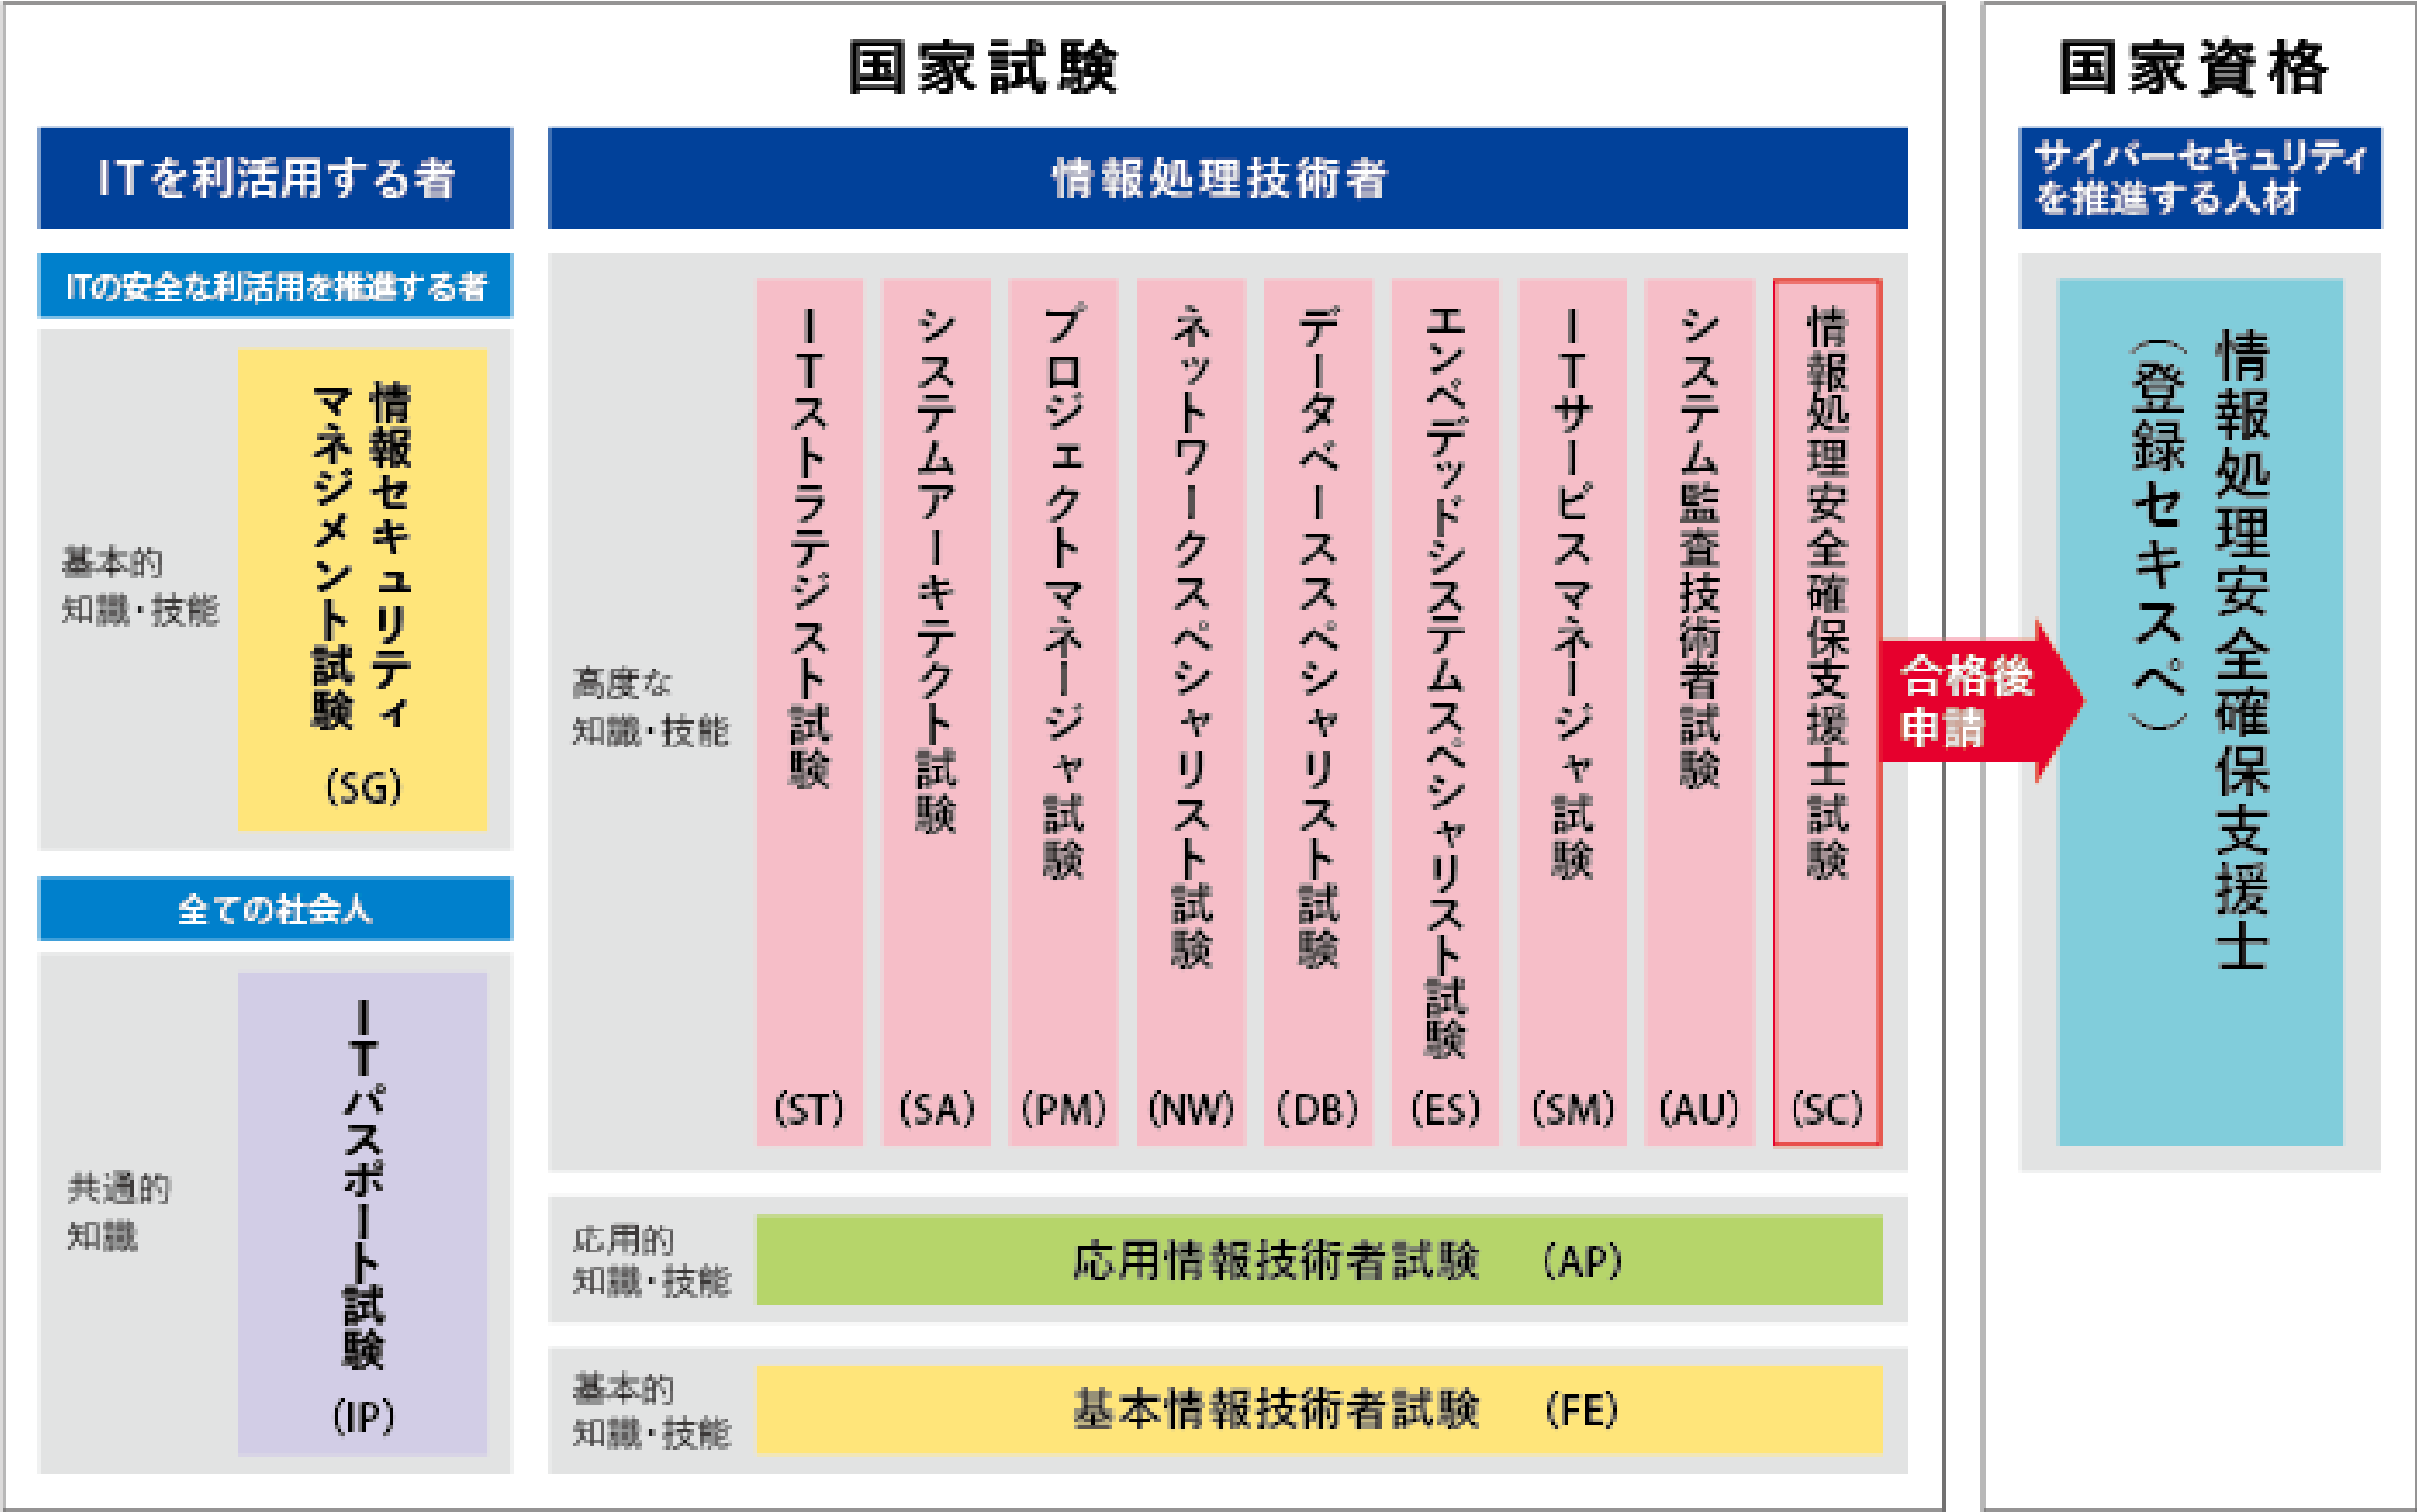 国家試験
ITを利活用する者
ITの安全な利活用を推進する者
基本的
知識・技能
情報セキュリティ
マネジメント試験
(SG)
全ての社会人
共通的
知識
ITパスポート試験
(IP)
情報処理技術者
高度な
知識・技能
ITストラテジスト試験
(ST)
システムアーキテクト試験
(SA)
プロジェクトマネージャ試験
(PM)
ネットワークスペシャリスト試験
(NW)
データベーススペシャリスト試験
(DB)
エンベデッドシステムスペシャリスト試験
(ES)
ITサービスマネージャ試験
(SM)
システム監査技術者試験
(AU)
情報処理安全確保支援士試験
(SC)
応用的
知識・技能
応用情報技術者試験 (AP)
基本的
知識・技能
基本情報技術者試験 (FE)
合格後
申請
国家資格
サイバーセキュリティ
を推進する人材
情報処理安全確保支援士
(登録セキスペ)